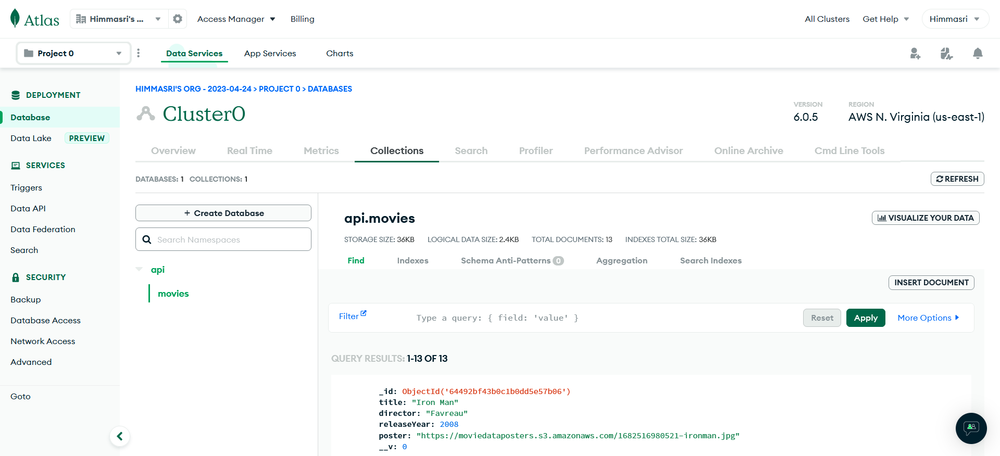 Atlas
Himmasri's ...
Access Manager
Billing
All Clusters
Get Help
Himmasri
Project 0
Data Services
App Services
Charts
DEPLOYMENT
Database
Data Lake PREVIEW
SERVICES
Triggers
Data API
Data Federation
Search
SECURITY
Backup
Database Access
Network Access
Advanced
Goto
HIMMASRI'S ORG - 2023-04-24 > PROJECT 0 > DATABASES
Cluster0
VERSION
6.0.5
REGION
AWS N. Virginia (us-east-1)
Overview
Real Time
Metrics
Collections
Search
Profiler
Performance Advisor
Online Archive
Cmd Line Tools
DATABASES: 1 COLLECTIONS: 1
REFRESH
+ Create Database
Search Namespaces
api
movies
api.movies
VISUALIZE YOUR DATA
STORAGE SIZE: 36KB LOGICAL DATA SIZE: 2.4KB TOTAL DOCUMENTS: 13 INDEXES TOTAL SIZE: 36KB
Find
Indexes
Schema Anti-Patterns 0
Aggregation
Search Indexes
INSERT DOCUMENT
Filter
Type a query: { field: 'value' }
Reset
Apply
More Options
QUERY RESULTS: 1-13 OF 13
_id: ObjectId('64492bf43b0c1b0dd5e57b06')
title: "Iron Man"
director: "Favreau"
releaseYear: 2008
poster: "https://moviedataposters.s3.amazonaws.com/1682516980521-ironman.jpg"
__v: 0